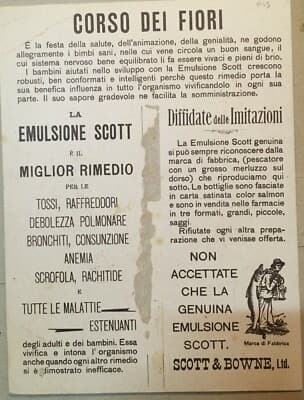 CORSO DEI FIORI
È la festa della salute, dell'animazione, della genialità, ne godono
allegramente i bimbi sani, nelle cui vene circola un buon sangue, il
cui sistema nervoso bene equilibrato li fa essere vivaci e pieni di brio.
I bambini aiutati nello sviluppo con la Emulsione Scott crescono
robusti, ben conformati e intelligenti perchè questo rimedio porta la
sua benefica influenza in tutto l'organismo vivificandolo in ogni sua
parte. Il suo sapore gradevole ne facilita la somministrazione.
LA
EMULSIONE SCOTT
È IL
MIGLIOR RIMEDIO
PER LE
TOSSI, RAFFREDDORI
DEBOLEZZA POLMONARE
BRONCHITI, CONSUNZIONE
ANEMIA
SCROFOLA, RACHITIDE
E
TUTTE LE MALATTIE
ESTENUANTI
degli adulti e dei bambini. Essa
vivifica e intona l'organismo
anche quando ogni altro rimedio
si è dimostrato inefficace.
Diffidate delle Imitazioni
La Emulsione Scott genuina
si può sempre riconoscere dalla
marca di fabbrica, (pescatore
con un grosso merluzzo sul
dorso) che riproduciamo qui
sotto. Le bottiglie sono fasciate
in carta satinata color salmon
e sono in vendita nelle farmacie
in tre formati, grandi, piccole,
saggi.
Rifiutate ogni altra prepara-
zione che vi venisse offerta.
NON
ACCETTATE
CHE LA
GENUINA
EMULSIONE
SCOTT.
Marca di Fabbrica
SCOTT & BOWNE, Ltd.